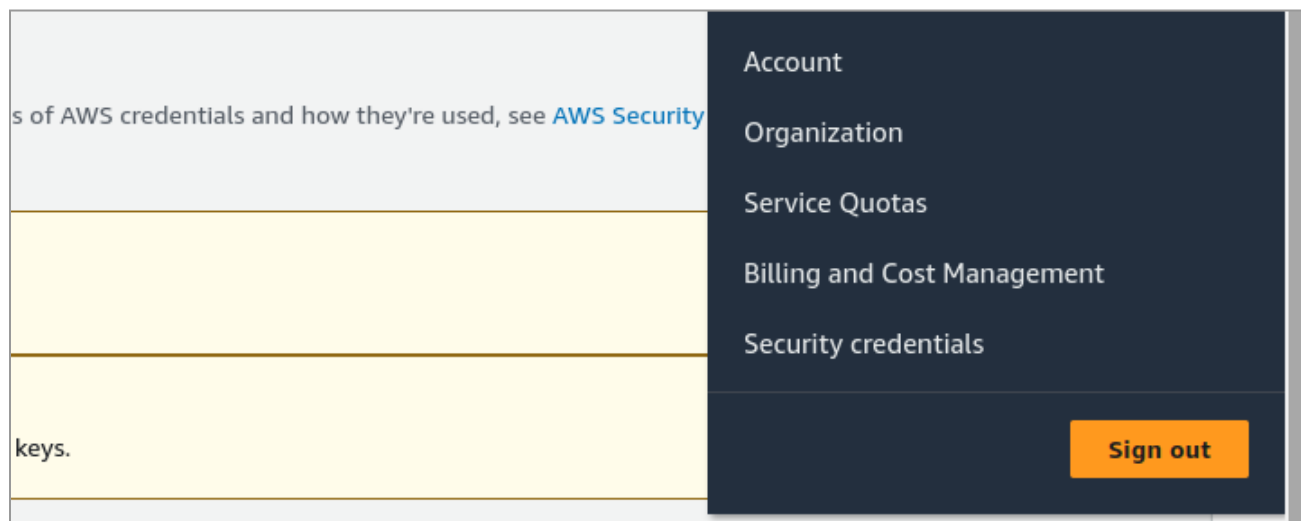 Account
s of AWS credentials and how they're used, see AWS Security
Organization
Service Quotas
Billing and Cost Management
Security credentials
keys.
Sign out